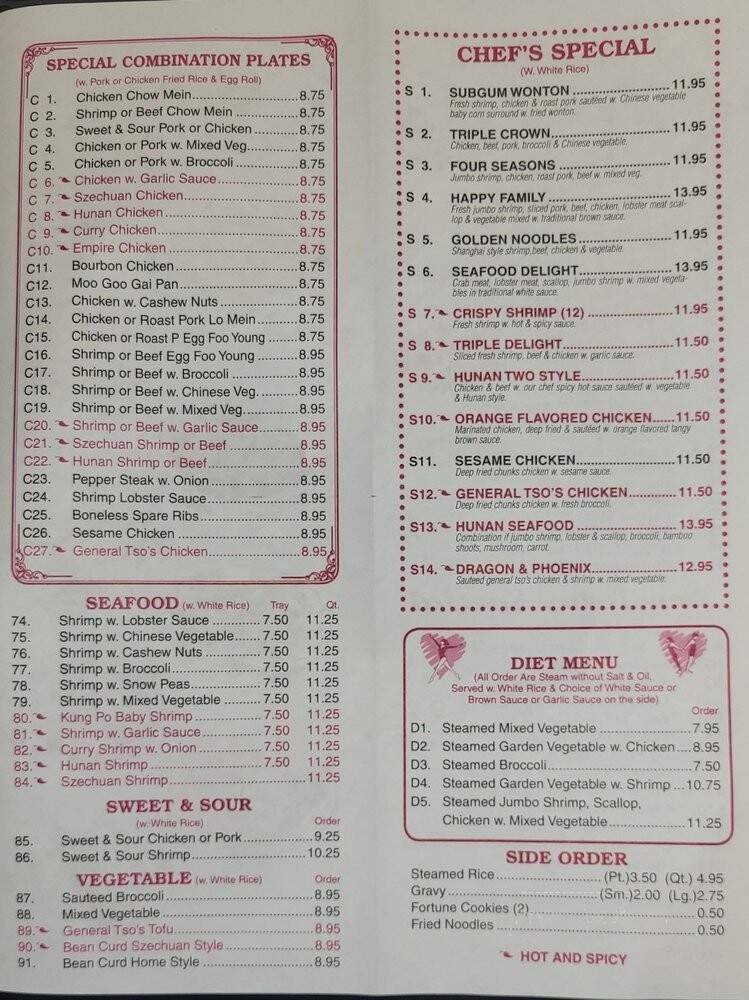 SPECIAL COMBINATION PLATES
(w. Pork or Chicken Fried Rice & Egg Roll)
C 1. Chicken Chow Mein 8.75
C 2. Shrimp or Beef Chow Mein 8.75
C 3. Sweet & Sour Pork or Chicken 8.75
C 4. Chicken or Pork w. Mixed Veg. 8.75
C 5. Chicken or Pork w. Broccoli 8.75
C 6. Chicken w. Garlic Sauce 8.75
C 7. Szechuan Chicken 8.75
C 8. Hunan Chicken 8.75
C 9. Curry Chicken 8.75
C10. Empire Chicken 8.75
C11. Bourbon Chicken 8.75
C12. Moo Goo Gai Pan 8.75
C13. Chicken w. Cashew Nuts 8.75
C14. Chicken or Roast Pork Lo Mein 8.75
C15. Chicken or Roast P Egg Foo Young 8.75
C16. Shrimp or Beef Egg Foo Young 8.95
C17. Shrimp or Beef w. Broccoli 8.95
C18. Shrimp or Beef w. Chinese Veg. 8.95
C19. Shrimp or Beef w. Mixed Veg. 8.95
C20. Shrimp or Beef w. Garlic Sauce 8.95
C21. Szechuan Shrimp or Beef 8.95
C22. Hunan Shrimp or Beef 8.95
C23. Pepper Steak w. Onion 8.95
C24. Shrimp Lobster Sauce 8.95
C25. Boneless Spare Ribs 8.95
C26. Sesame Chicken 8.95
C27. General Tso's Chicken 8.95
SEAFOOD (w. White Rice) Tray Qt.
74. Shrimp w. Lobster Sauce 7.50 11.25
75. Shrimp w. Chinese Vegetable 7.50 11.25
76. Shrimp w. Cashew Nuts 7.50 11.25
77. Shrimp w. Broccoli 7.50 11.25
78. Shrimp w. Snow Peas 7.50 11.25
79. Shrimp w. Mixed Vegetable 7.50 11.25
80. Kung Po Baby Shrimp 7.50 11.25
81. Shrimp w. Garlic Sauce 7.50 11.25
82. Curry Shrimp w. Onion 7.50 11.25
83. Hunan Shrimp 7.50 11.25
84. Szechuan Shrimp 11.25
SWEET & SOUR
(w. White Rice) Order
85. Sweet & Sour Chicken or Pork 9.25
86. Sweet & Sour Shrimp 10.25
VEGETABLE (w. White Rice) Order
87. Sauteed Broccoli 8.95
88. Mixed Vegetable 8.95
89. General Tso's Tofu 8.95
90. Bean Curd Szechuan Style 8.95
91. Bean Curd Home Style 8.95
CHEF'S SPECIAL
(W. White Rice)
S 1. SUBGUM WONTON 11.95
Fresh shrimp, chicken & roast pork sautéed w. Chinese vegetable
baby corn surround w. fried wonton.
S 2. TRIPLE CROWN 11.95
Chicken, beef, pork, broccoli & Chinese vegetable.
S 3. FOUR SEASONS 11.95
Jumbo shrimp, chicken, roast pork, beef w. mixed veg.
S 4. HAPPY FAMILY 13.95
Fresh jumbo shrimp, sliced pork, beef, chicken, lobster meat scal-
lop & vegetable mixed w. traditional brown sauce.
S 5. GOLDEN NOODLES 11.95
Shanghai style shrimp,beef, chicken & vegetable.
S 6. SEAFOOD DELIGHT 13.95
Crab meat, lobster meat, scallop, jumbo shrimp w. mixed vegeta-
bles in traditional white sauce.
S 7. CRISPY SHRIMP (12) 11.95
Fresh shrimp w. hot & spicy sauce.
S 8. TRIPLE DELIGHT 11.50
Sliced fresh shrimp, beef & chicken w. garlic sauce.
S 9. HUNAN TWO STYLE 11.50
Chicken & beef w. our chef spicy hot sauce sautéed w. vegetable
& Hunan style.
S10. ORANGE FLAVORED CHICKEN 11.50
Marinated chicken, deep fried & sautéed w. orange flavored tangy
brown sauce.
S11. SESAME CHICKEN 11.50
Deep fried chunks chicken w. sesame sauce.
S12. GENERAL TSO'S CHICKEN 11.50
Deep fried chunks chicken w. fresh broccoli.
S13. HUNAN SEAFOOD 13.95
Combination if jumbo shrimp, lobster & scallop, broccoli, bamboo
shoots, mushroom, carrot.
S14. DRAGON & PHOENIX 12.95
Sauteed general tso's chicken & shrimp w. mixed vegetable.
DIET MENU
(All Order Are Steam without Salt & Oil,
Served w. White Rice & Choice of White Sauce or
Brown Sauce or Garlic Sauce on the side)
Order
D1. Steamed Mixed Vegetable 7.95
D2. Steamed Garden Vegetable w. Chicken 8.95
D3. Steamed Broccoli 7.50
D4. Steamed Garden Vegetable w. Shrimp 10.75
D5. Steamed Jumbo Shrimp, Scallop,
Chicken w. Mixed Vegetable 11.25
SIDE ORDER
Steamed Rice (Pt.)3.50 (Qt.) 4.95
Gravy (Sm.)2.00 (Lg.)2.75
Fortune Cookies (2) 0.50
Fried Noodles 0.50
HOT AND SPICY